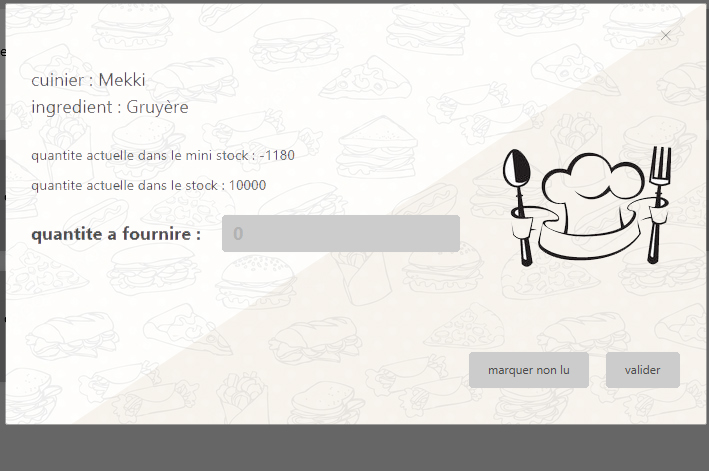 cuinier : Mekki
ingredient : Gruyère
quantite actuelle dans le mini stock : -1180
quantite actuelle dans le stock : 10000
quantite a fournire : 0
marquer non lu valider